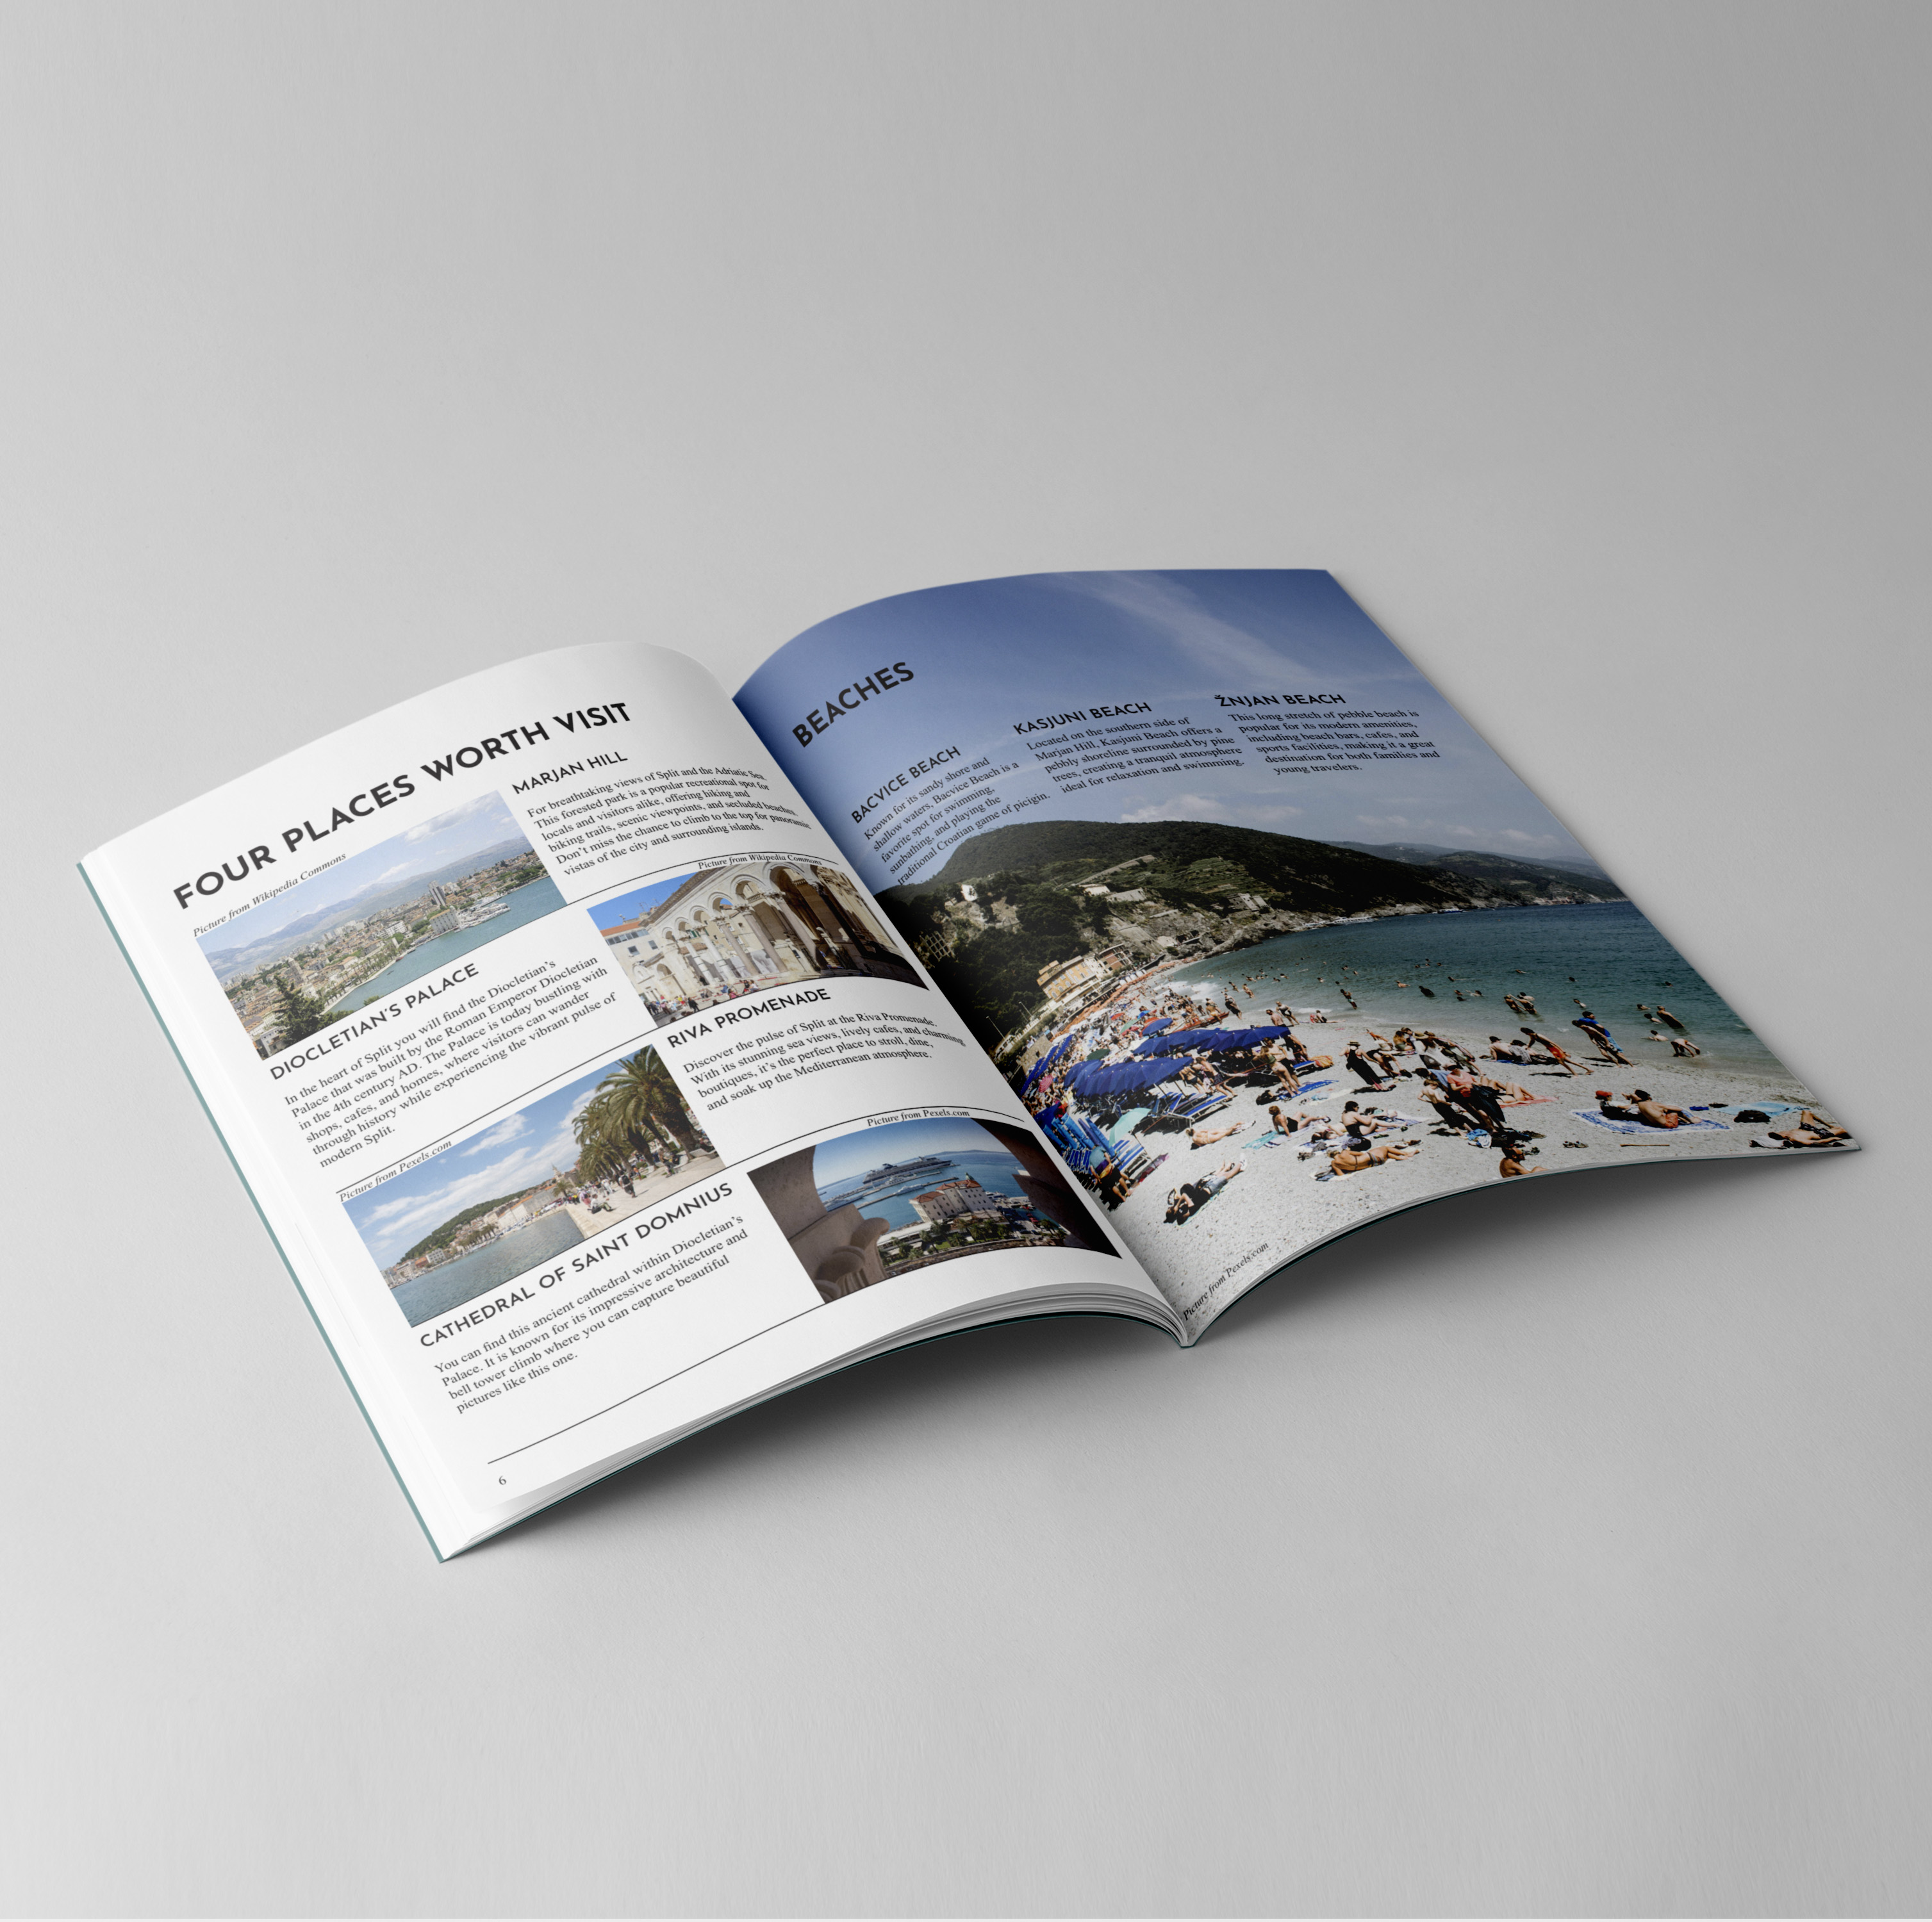 FOUR PLACES WORTH VISIT
Picture from Wikipedia Commons
MARJAN HILL
For breathtaking views of Split and the Adriatic Sea.
This forested park is a popular recreational spot for
locals and visitors alike, offering hiking and
biking trails, scenic viewpoints, and secluded beaches.
Don't miss the chance to climb to the top for panoramic
vistas of the city and surrounding islands.
Picture from Wikipedia Commons
DIOCLETIAN'S PALACE
In the heart of Split you will find the Diocletian's
Palace that was built by the Roman Emperor Diocletian
in the 4th century AD. The Palace is today bustling with
shops, cafes, and homes, where visitors can wander
through history while experiencing the vibrant pulse of
modern Split.
Picture from Pexels.com
RIVA PROMENADE
Discover the pulse of Split at the Riva Promenade.
With its stunning sea views, lively cafes, and charming
boutiques, it's the perfect place to stroll, dine,
and soak up the Mediterranean atmosphere.
Picture from Pexels.com
CATHEDRAL OF SAINT DOMNIUS
You can find this ancient cathedral within Diocletian's
Palace. It is known for its impressive architecture and
bell tower climb where you can capture beautiful
pictures like this one.
6
BEACHES
BACVICE BEACH
Known for its sandy shore and
shallow waters, Bacvice Beach is a
favorite spot for swimming,
sunbathing, and playing the
traditional Croatian game of picigin.
KASJUNI BEACH
Located on the southern side of
Marjan Hill, Kasjuni Beach offers a
pebbly shoreline surrounded by pine
trees, creating a tranquil atmosphere
ideal for relaxation and swimming.
ŽNJAN BEACH
This long stretch of pebble beach is
popular for its modern amenities,
including beach bars, cafes, and
sports facilities, making it a great
destination for both families and
young travelers.
Picture from Pexels.com